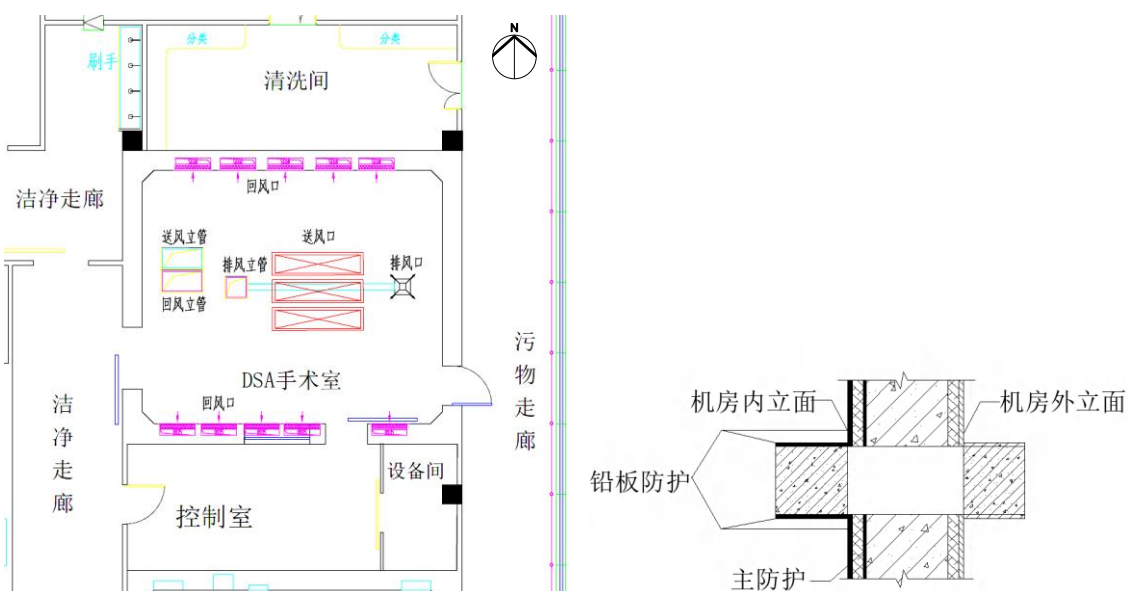 N
分类
分类
刷手
清洗间
洁净走廊
回风口
送风立管
送风口
排风立管
排风口
回风立管
污物走廊
DSA手术室
洁净走廊
回风口
设备间
控制室
机房内立面
机房外立面
铅板防护
主防护